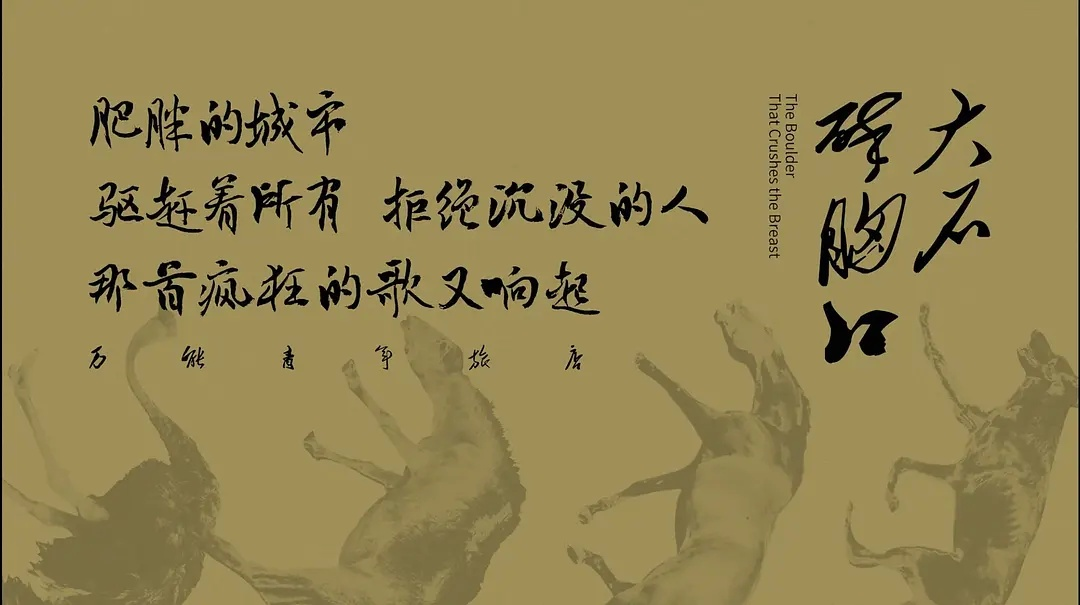 肥胖的城市
驱赶着所有 拒绝沉没的人
那首疯狂的歌又响起
万能青年旅店
大石
碎胸口
The Boulder
That Crushes the Breast